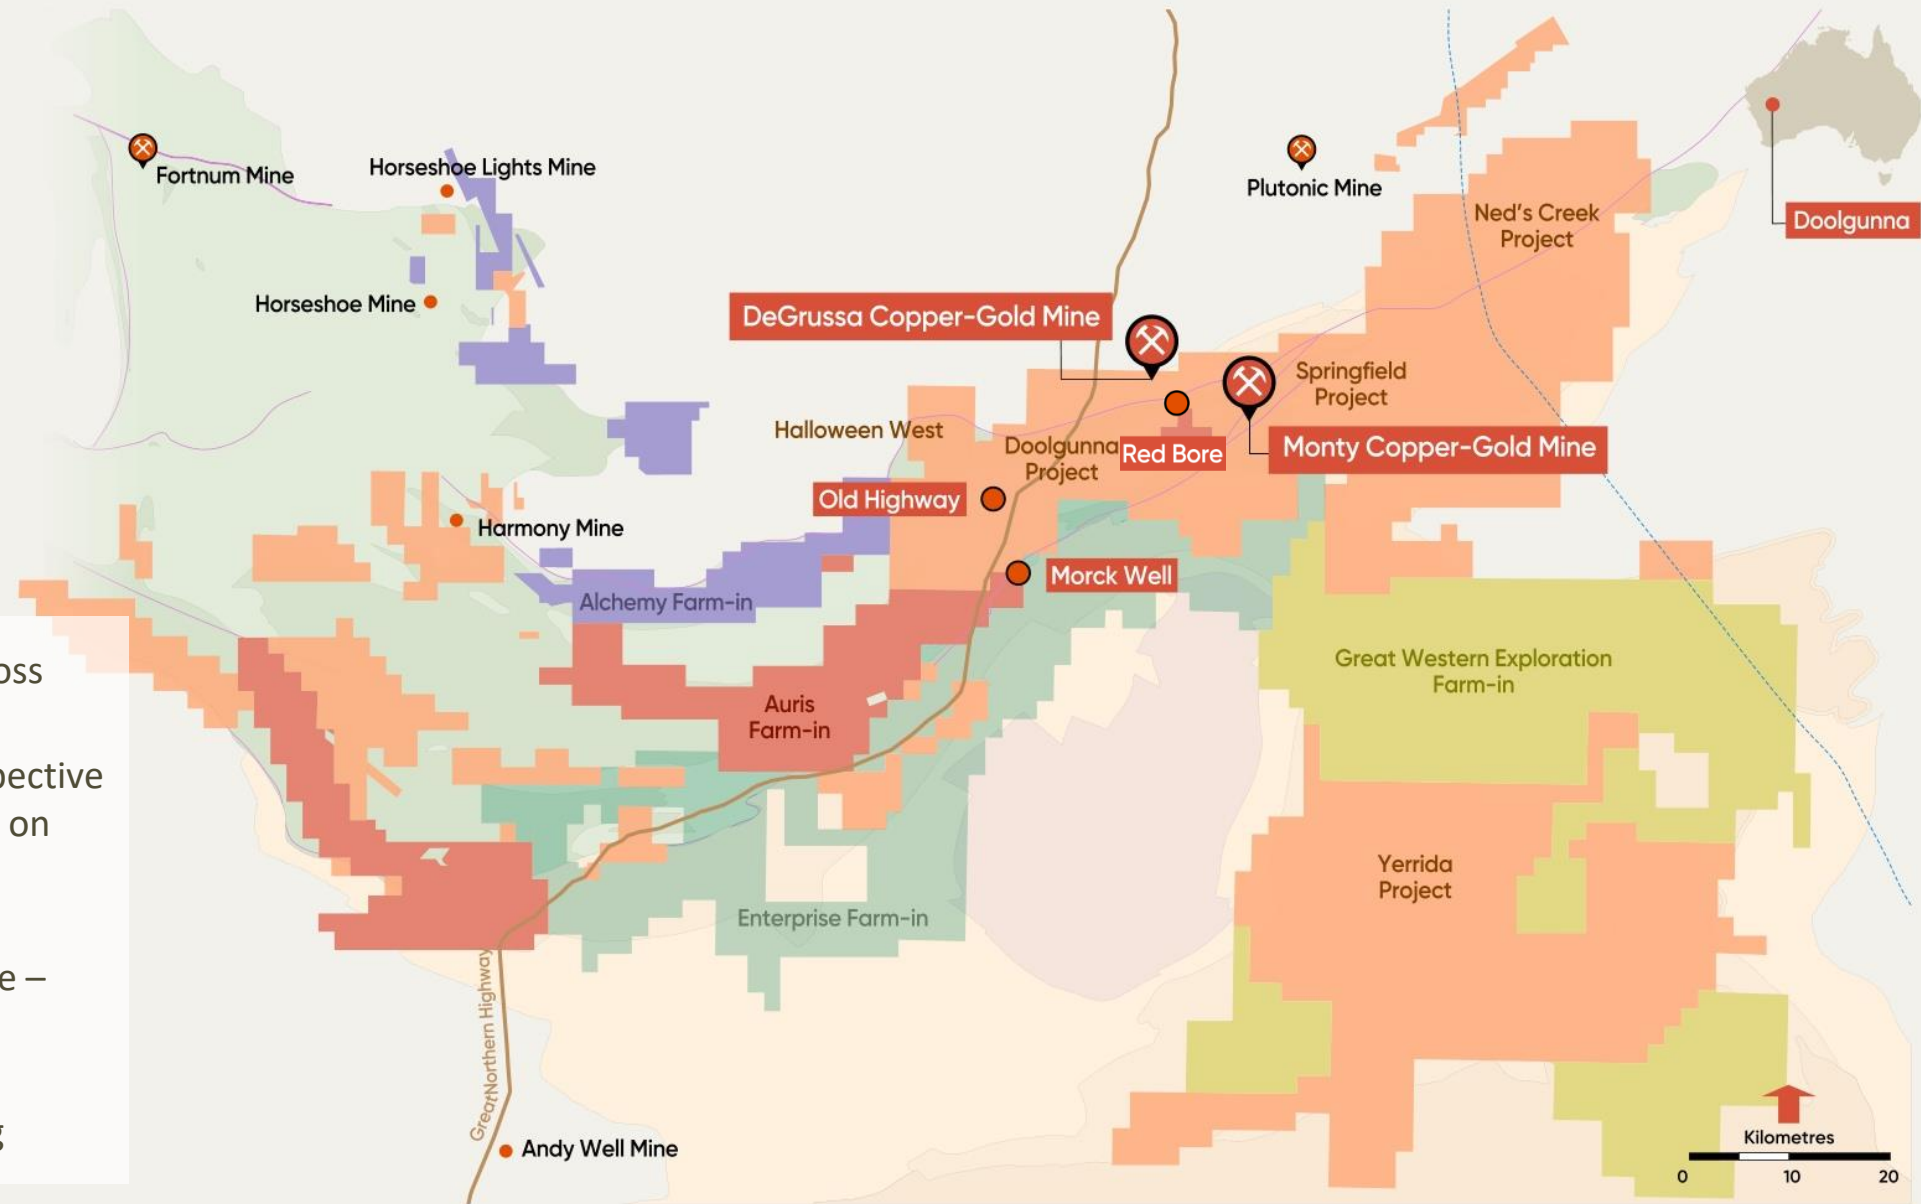 Fortnum Mine
Horseshoe Lights Mine
Horseshoe Mine
Plutonic Mine
Ned's Creek
Project
Doolgunna
DeGrussa Copper-Gold Mine
Springfield
Project
Halloween West
Doolgunna
Project
Red Bore
Monty Copper-Gold Mine
Old Highway
Harmony Mine
Morck Well
Alchemy Farm-in
Great Western Exploration
Farm-in
Auris
Farm-in
Yerrida
Project
Enterprise Farm-in
Great Northern Highway
Andy Well Mine
Kilometres
0 10 20
on
e –